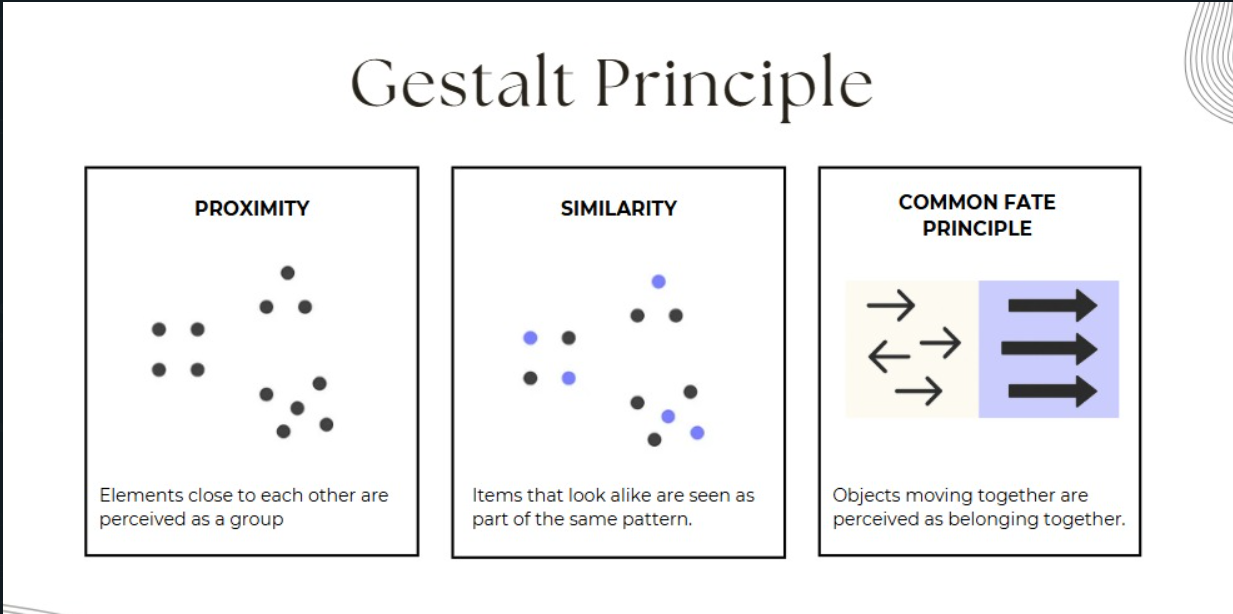 Gestalt Principle
PROXIMITY
Elements close to each other are
perceived as a group
SIMILARITY
Items that look alike are seen as
part of the same pattern.
COMMON FATE
PRINCIPLE
Objects moving together are
perceived as belonging together.